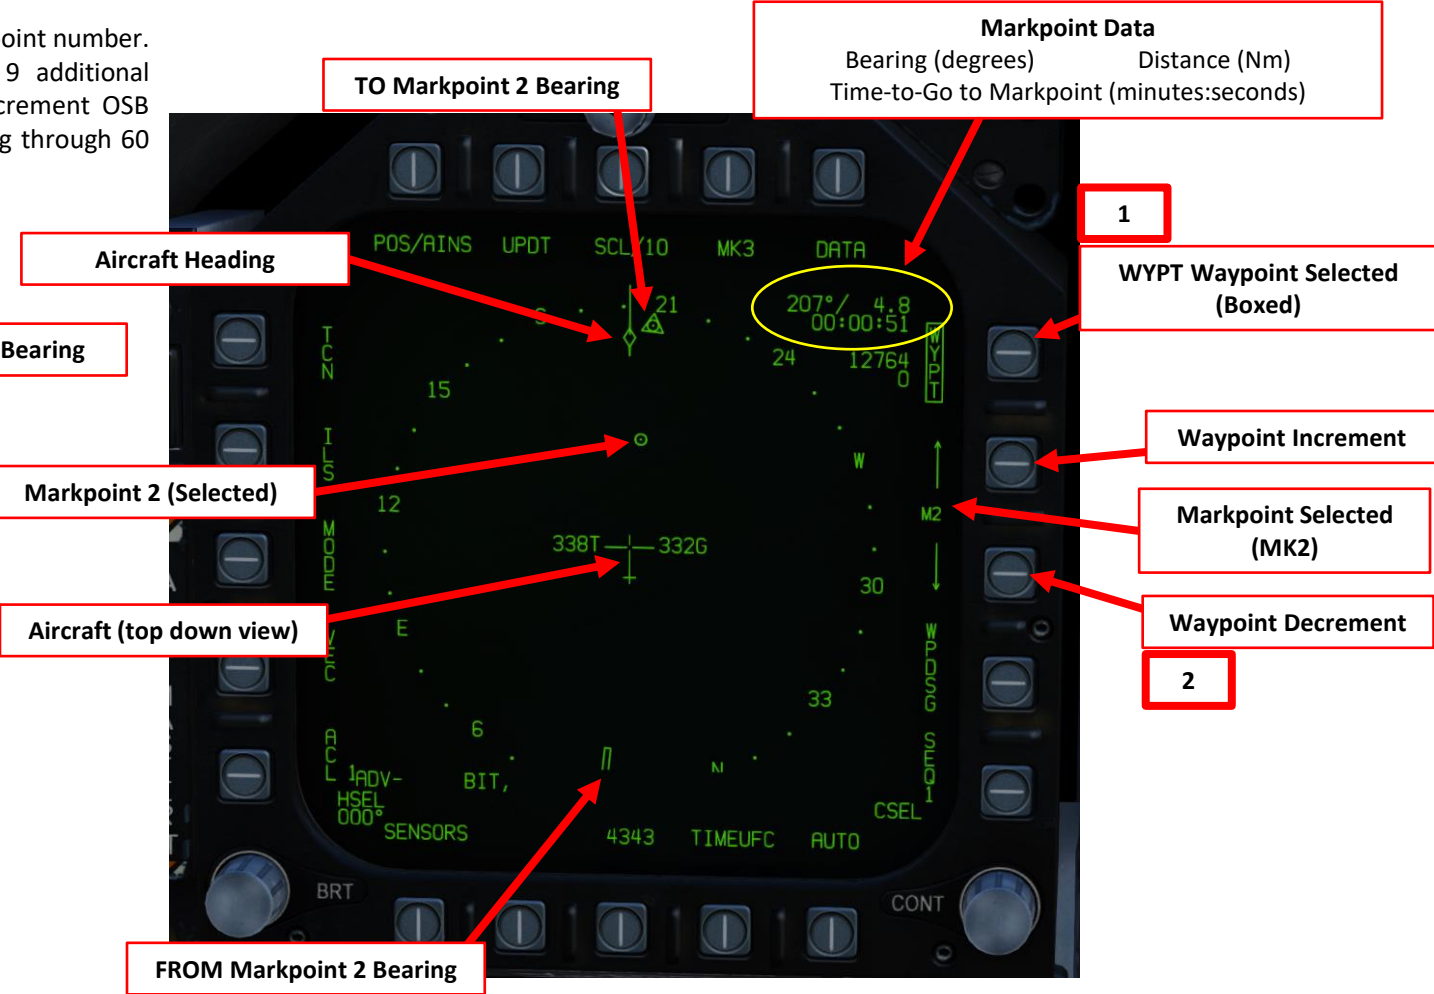 point number.
9 additional
crement OSB
g through 60
Markpoint Data
Bearing (degrees) Distance (Nm)
Time-to-Go to Markpoint (minutes:seconds)
TO Markpoint 2 Bearing
1
Aircraft Heading
WYPT Waypoint Selected
(Boxed)
Bearing
Waypoint Increment
Markpoint 2 (Selected)
Markpoint Selected
(MK2)
Aircraft (top down view)
Waypoint Decrement
2
FROM Markpoint 2 Bearing
POS/AINS UPDT SCL/10 MK3 DATA
207°/ 4.8
00:00:51
12764
0
WYPT
TCN
S
21
24
15
ILS
W
12
M2
MODE
338T 332G
30
E
VEC
WPDSG
33
6
N
ACL
SEQ1
1ADV-
BIT,
HSEL
000°
CSEL
SENSORS 4343 TIMEUFC AUTO
BRT
CONT